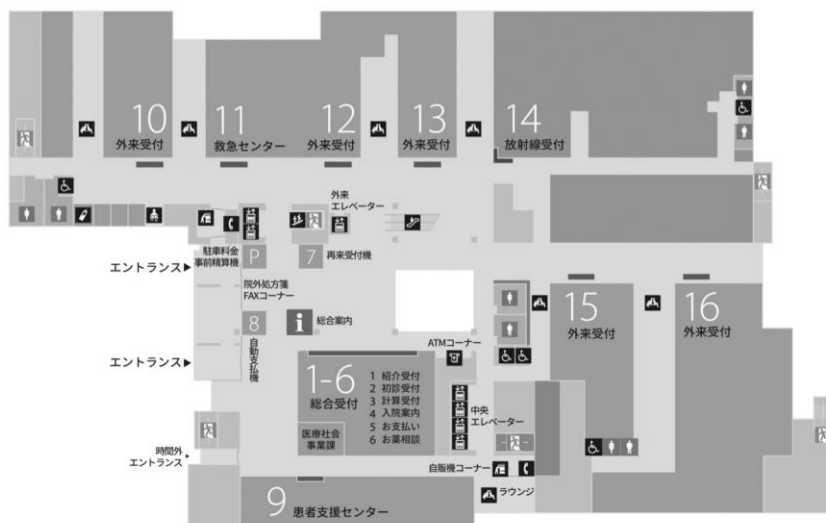 10
外来受付
11
救急センター
12
外来受付
13
外来受付
14
放射線受付
外来
エレベーター
駐車料金
事前精算機
P
7
再来受付機
エントランス▶
院外処方箋
FAXコーナー
8
自動支払機
i
総合案内
エントランス▶
ATMコーナー
15
外来受付
16
外来受付
1-6
総合受付
1 紹介受付
2 初診受付
3 計算受付
4 入院案内
5 お支払い
6 お薬相談
医療社会
事業課
中央
エレベーター
時間外
エントランス
自販機コーナー
ラウンジ
9
患者支援センター